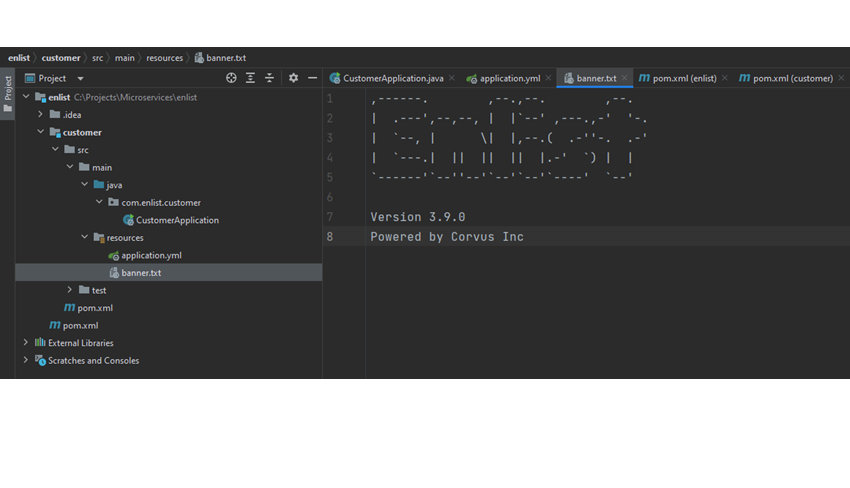 enlist > customer > src > main > resources > banner.txt
Project
Project
CustomerApplication.java × application.yml × banner.txt × pom.xml (enlist) × pom.xml (customer) ×
enlist C:\Projects\Microservices\enlist
.idea
customer
src
main
java
com.enlist.customer
CustomerApplication
resources
application.yml
banner.txt
test
pom.xml
pom.xml
External Libraries
Scratches and Consoles
1 ,------.        ,--.,--.        ,--.
2 |  .---',--,--, |  |`--' ,---.,-'  '-.
3 |  `--, |      \|  |,--.(  .-''-.  .-'
4 |  `---.|  ||  ||  ||  |.-'  `) |  |
5 `------'`--''--'`--'`--'`----'  `--'
6
7 Version 3.9.0
8 Powered by Corvus Inc